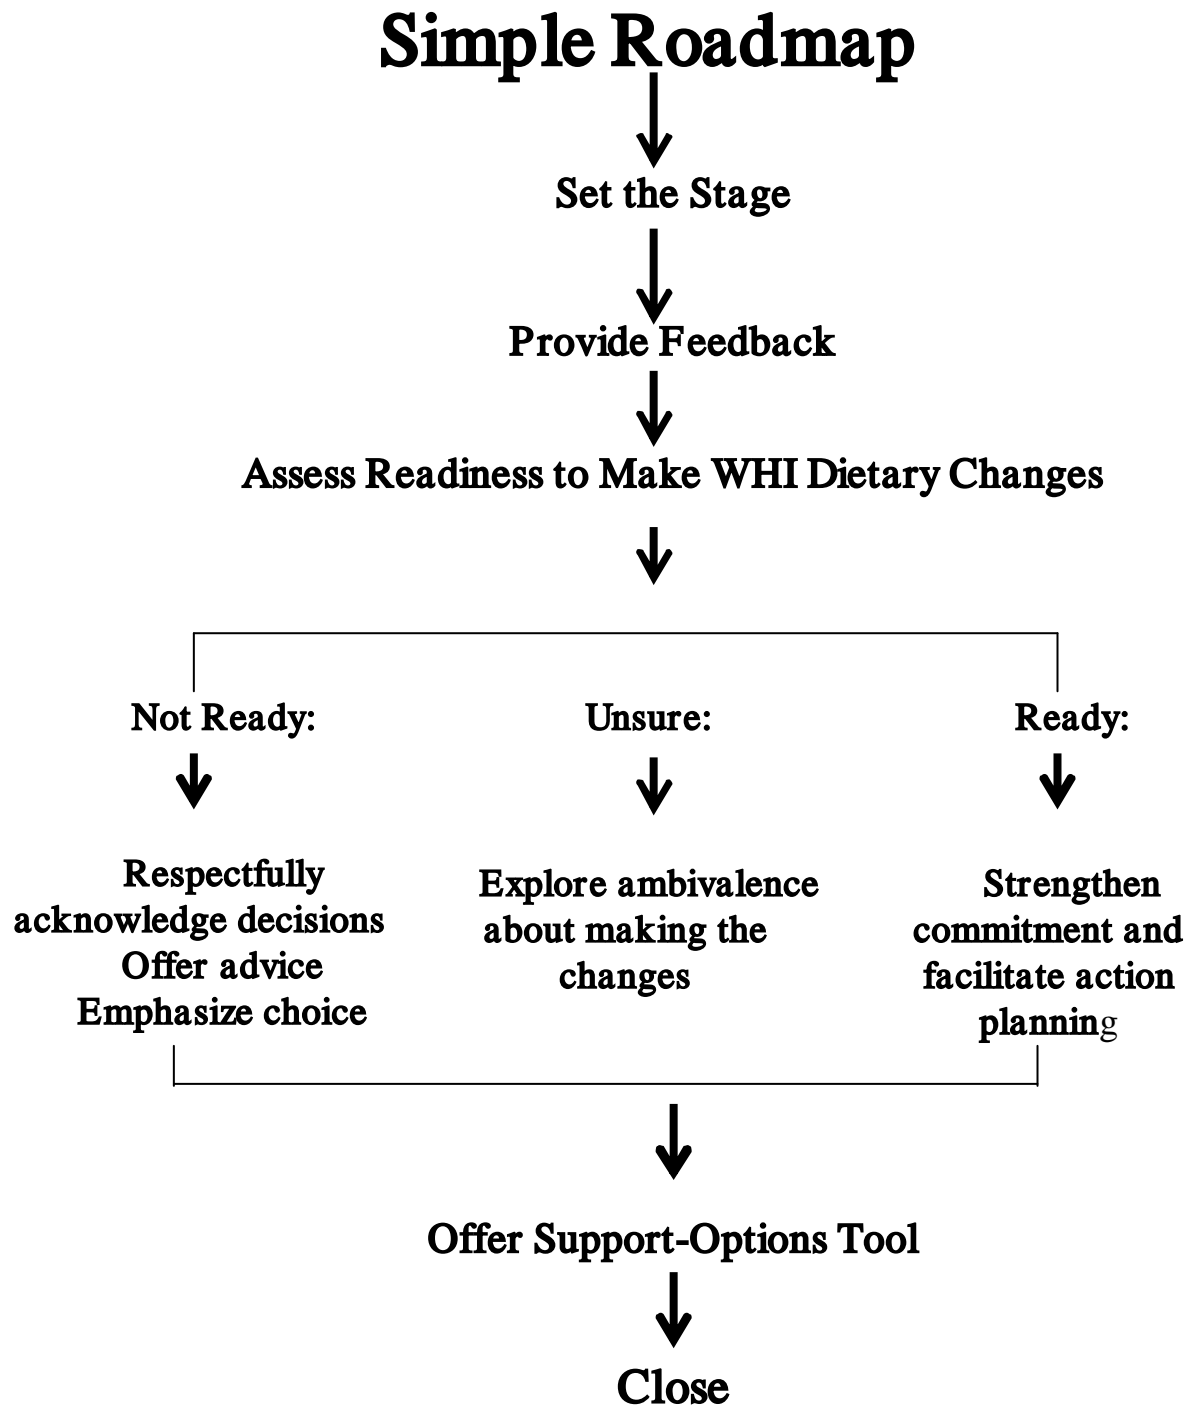 Simple Roadmap
Set the Stage
Provide Feedback
Assess Readiness to Make WHI Dietary Changes
Not Ready:
Unsure:
Ready:
Respectfully
acknowledge decisions
Offer advice
Emphasize choice
Explore ambivalence
about making the
changes
Strengthen
commitment and
facilitate action
planning
Offer Support-Options Tool
Close